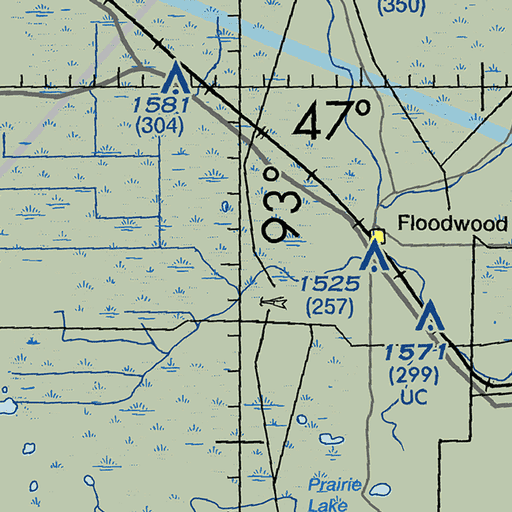 (350)
1581
(304)
47°
93°
Floodwood
1525
(257)
1571
(299)
UC
Prairie
Lake